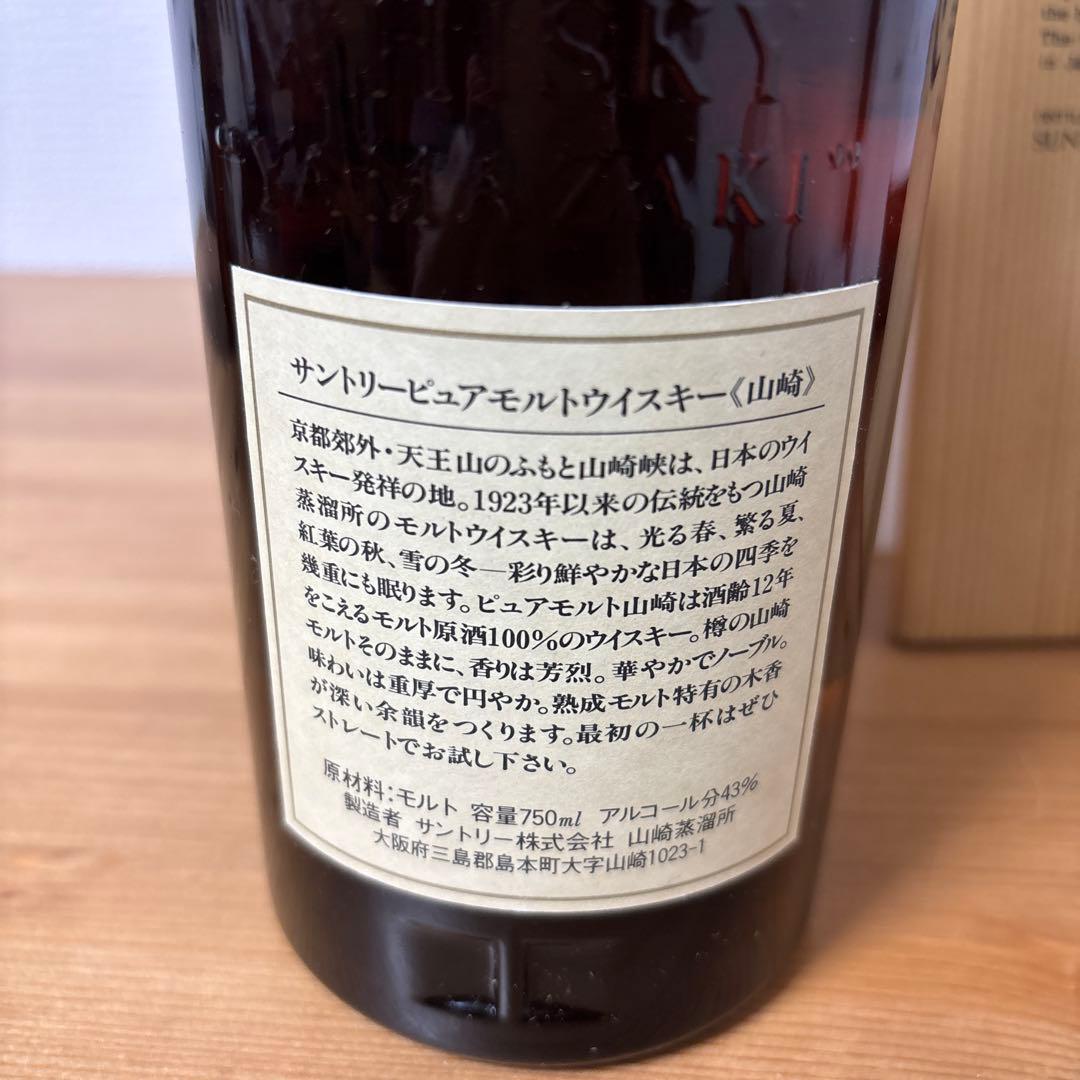 AKI
サントリーピュアモルトウイスキー《山崎》
京都郊外・天王山のふもと山崎峡は、日本のウイ
スキー発祥の地。1923年以来の伝統をもつ山崎
蒸溜所のモルトウイスキーは、光る春、繁る夏、
紅葉の秋、雪の冬—彩り鮮やかな日本の四季を
幾重にも眠ります。ピュアモルト山崎は酒齢12年
をこえるモルト原酒100%のウイスキー。樽の山崎
モルトそのままに、香りは芳烈。華やかでノーブル。
味わいは重厚で円やか。熟成モルト特有の木香
が深い余韻をつくります。最初の一杯はぜひ
ストレートでお試し下さい。
原材料:モルト 容量750ml アルコール分43%
製造者 サントリー株式会社 山崎蒸溜所
大阪府三島郡島本町大字山崎1023-1
The
SUN